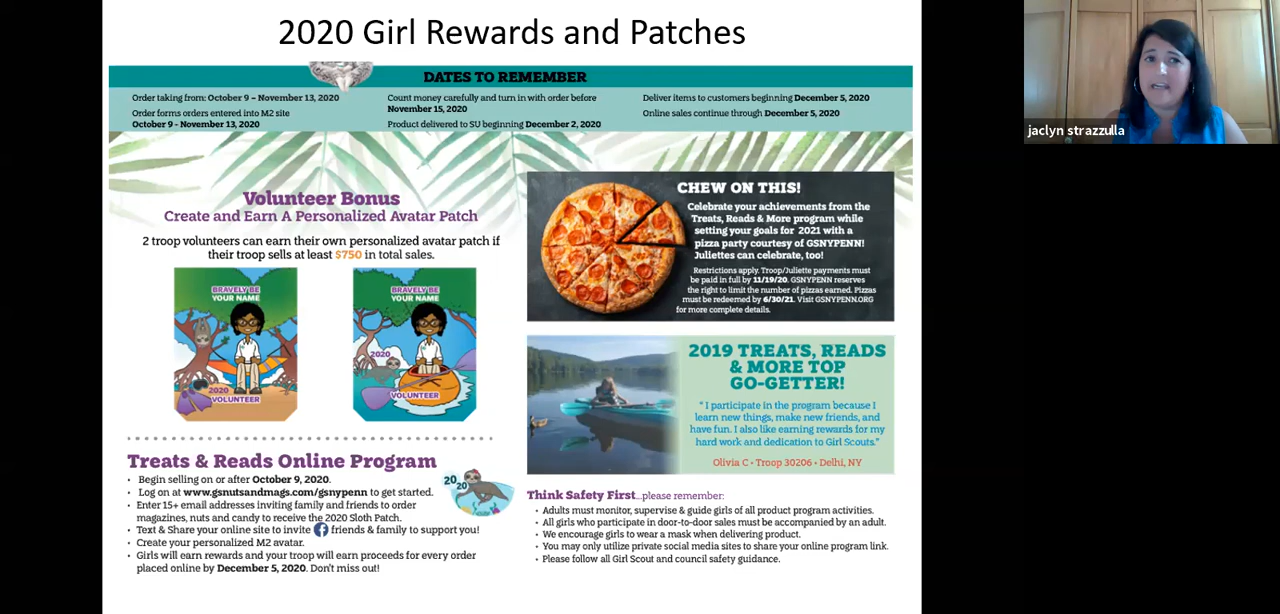 2020 Girl Rewards and Patches
DATES TO REMEMBER
Order taking from: October 9 – November 13, 2020
Order forms orders entered into M2 site
October 9 - November 13, 2020
Count money carefully and turn in with order before
November 15, 2020
Product delivered to SU beginning December 2, 2020
Deliver items to customers beginning December 5, 2020
Online sales continue through December 5, 2020
jaclyn strazzulla
Volunteer Bonus
Create and Earn A Personalized Avatar Patch
2 troop volunteers can earn their own personalized avatar patch if
their troop sells at least $750 in total sales.
BRAVELY BE
YOUR NAME
2020
VOLUNTEER
BRAVELY BE
YOUR NAME
2020
VOLUNTEER
Treats & Reads Online Program
• Begin selling on or after October 9, 2020.
• Log on at www.gsnutsandmags.com/gsnypenn to get started.
• Enter 15+ email addresses inviting family and friends to order
magazines, nuts and candy to receive the 2020 Sloth Patch.
• Text & Share your online site to invite f friends & family to support you!
• Create your personalized M2 avatar.
• Girls will earn rewards and your troop will earn proceeds for every order
placed online by December 5, 2020. Don't miss out!
2020
CHEW ON THIS!
Celebrate your achievements from the
Treats, Reads & More program while
setting your goals for 2021 with a
pizza party courtesy of GSNYPENN!
Juliettes can celebrate, too!
Restrictions apply. Troop/Juliette payments must
be paid in full by 11/19/20. GSNYPENN reserves
the right to limit the number of pizzas earned. Pizzas
must be redeemed by 6/30/21. Visit GSNYPENN.ORG
for more complete details.
2019 TREATS, READS
& MORE TOP
GO-GETTER!
“ I participate in the program because I
learn new things, make new friends, and
have fun. I also like earning rewards for my
hard work and dedication to Girl Scouts.”
Olivia C • Troop 30206 • Delhi, NY
Think Safety First...please remember:
• Adults must monitor, supervise & guide girls of all product program activities.
• All girls who participate in door-to-door sales must be accompanied by an adult.
• We encourage girls to wear a mask when delivering product.
• You may only utilize private social media sites to share your online program link.
• Please follow all Girl Scout and council safety guidance.